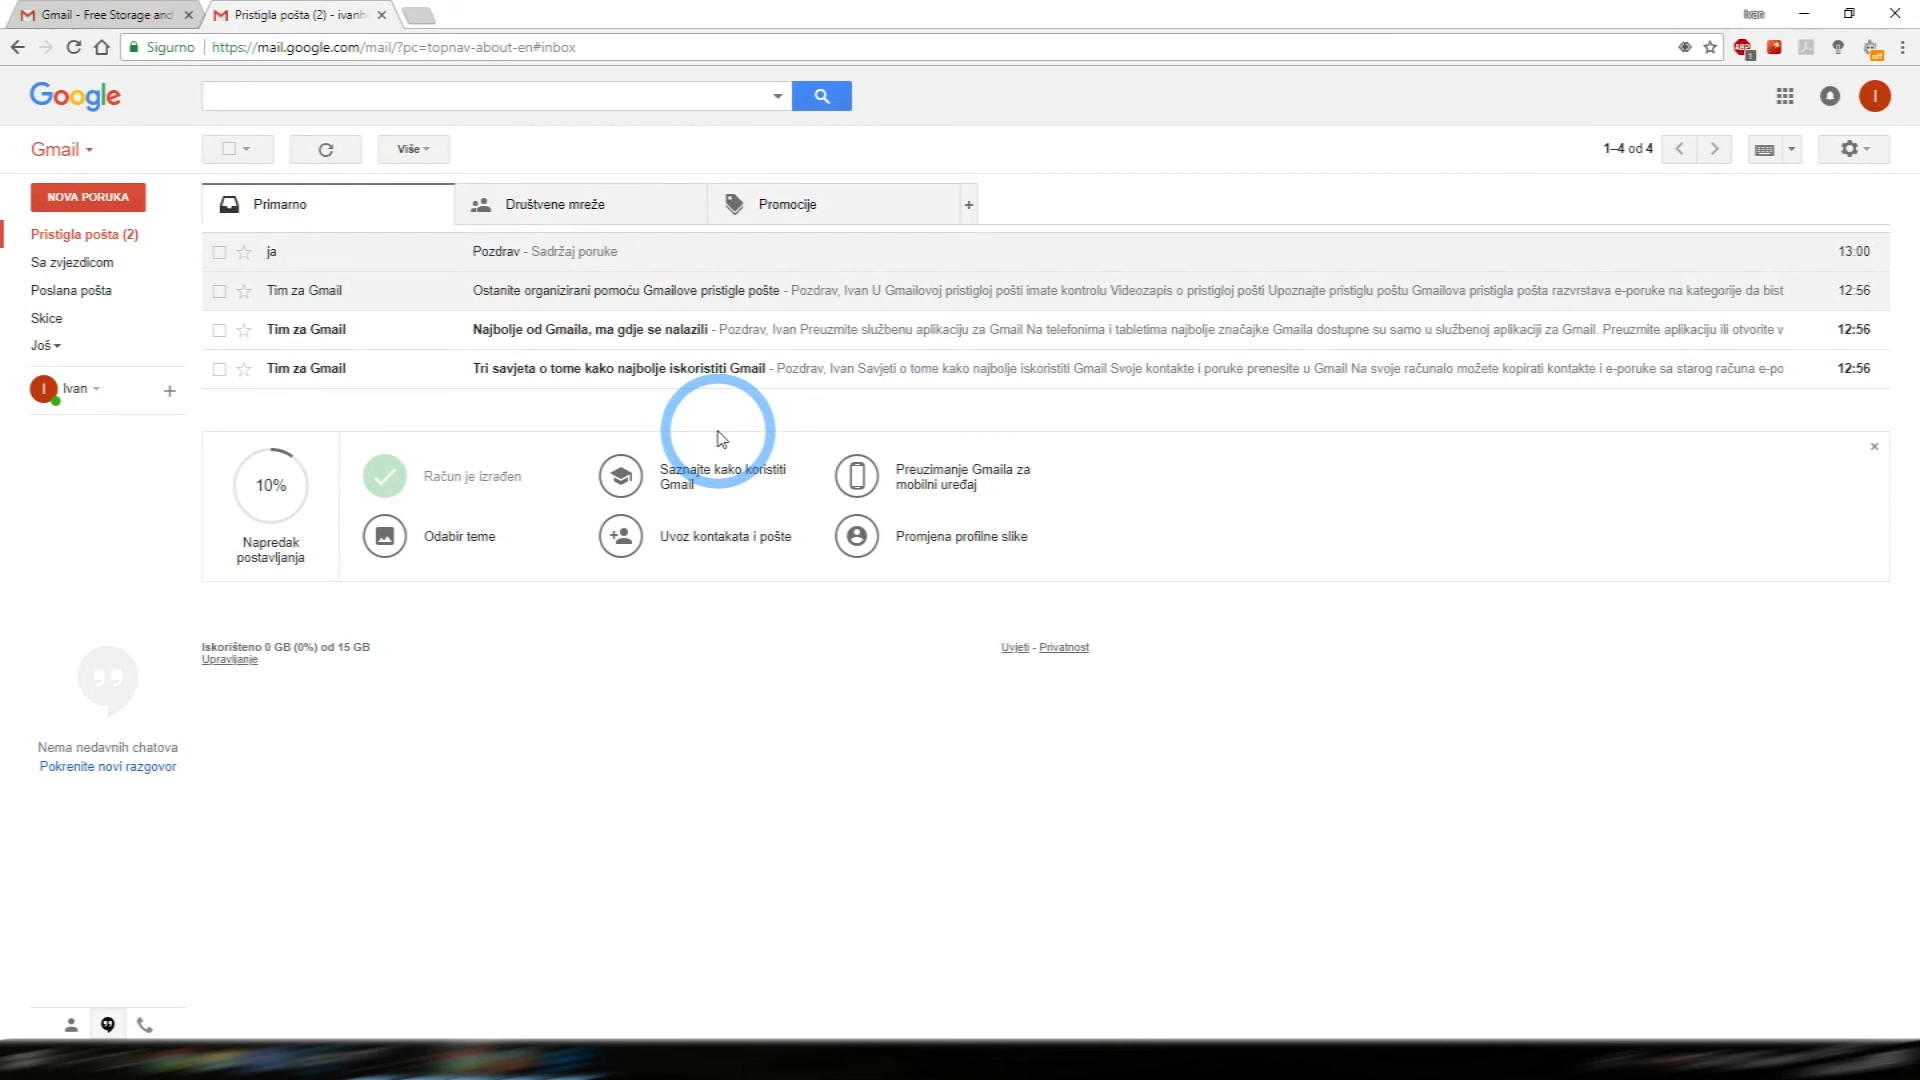 Gmail - Free Storage and
Pristigla pošta (2) - ivanh
Ivan
Sigurno
https://mail.google.com/mail/?pc=topnav-about-en#inbox
ABP
1
off
Google
I
Gmail
Više
1–4 od 4
NOVA PORUKA
Primarno
Društvene mreže
Promocije
+
Pristigla pošta (2)
Sa zvjezdicom
Poslana pošta
Skice
Još
I
Ivan
+
ja
Pozdrav - Sadržaj poruke
13:00
Tim za Gmail
Ostanite organizirani pomoću Gmailove pristigle pošte - Pozdrav, Ivan U Gmailovoj pristigloj pošti imate kontrolu Videozapis o pristigloj pošti Upoznajte pristiglu poštu Gmailova pristigla pošta razvrstava e-poruke na kategorije da bist
12:56
Tim za Gmail
Najbolje od Gmaila, ma gdje se nalazili - Pozdrav, Ivan Preuzmite službenu aplikaciju za Gmail Na telefonima i tabletima najbolje značajke Gmaila dostupne su samo u službenoj aplikaciji za Gmail. Preuzmite aplikaciju ili otvorite v
12:56
Tim za Gmail
Tri savjeta o tome kako najbolje iskoristiti Gmail - Pozdrav, Ivan Savjeti o tome kako najbolje iskoristiti Gmail Svoje kontakte i poruke prenesite u Gmail Na svoje računalo možete kopirati kontakte i e-poruke sa starog računa e-po
12:56
10%
Napredak
postavljanja
Račun je izrađen
Saznajte kako koristiti
Gmail
Preuzimanje Gmaila za
mobilni uređaj
Odabir teme
Uvoz kontakata i pošte
Promjena profilne slike
Iskorišteno 0 GB (0%) od 15 GB
Upravljanje
Uvjeti - Privatnost
Nema nedavnih chatova
Pokrenite novi razgovor